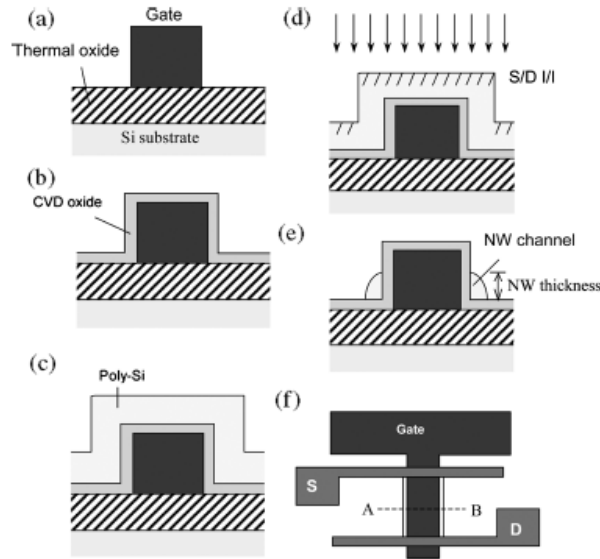 (a)
Gate
Thermal oxide
Si substrate
(b)
CVD oxide
(c)
Poly-Si
(d)
S/D I/I
(e)
NW channel
NW thickness
(f)
Gate
S
A
B
D